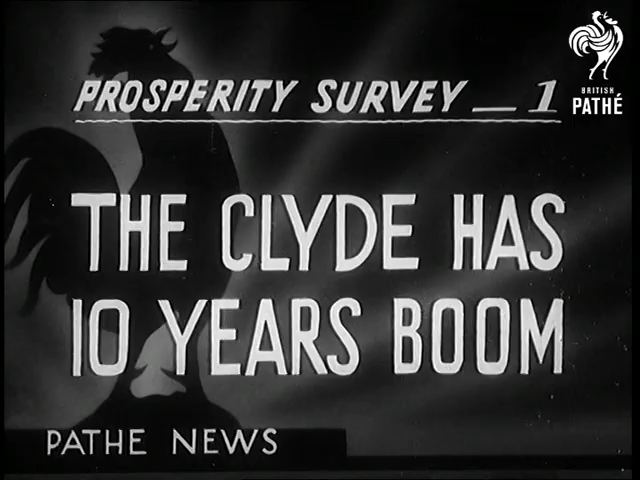 PROSPERITY SURVEY _ 1
BRITISH
PATHÉ
THE CLYDE HAS
10 YEARS BOOM
PATHE NEWS